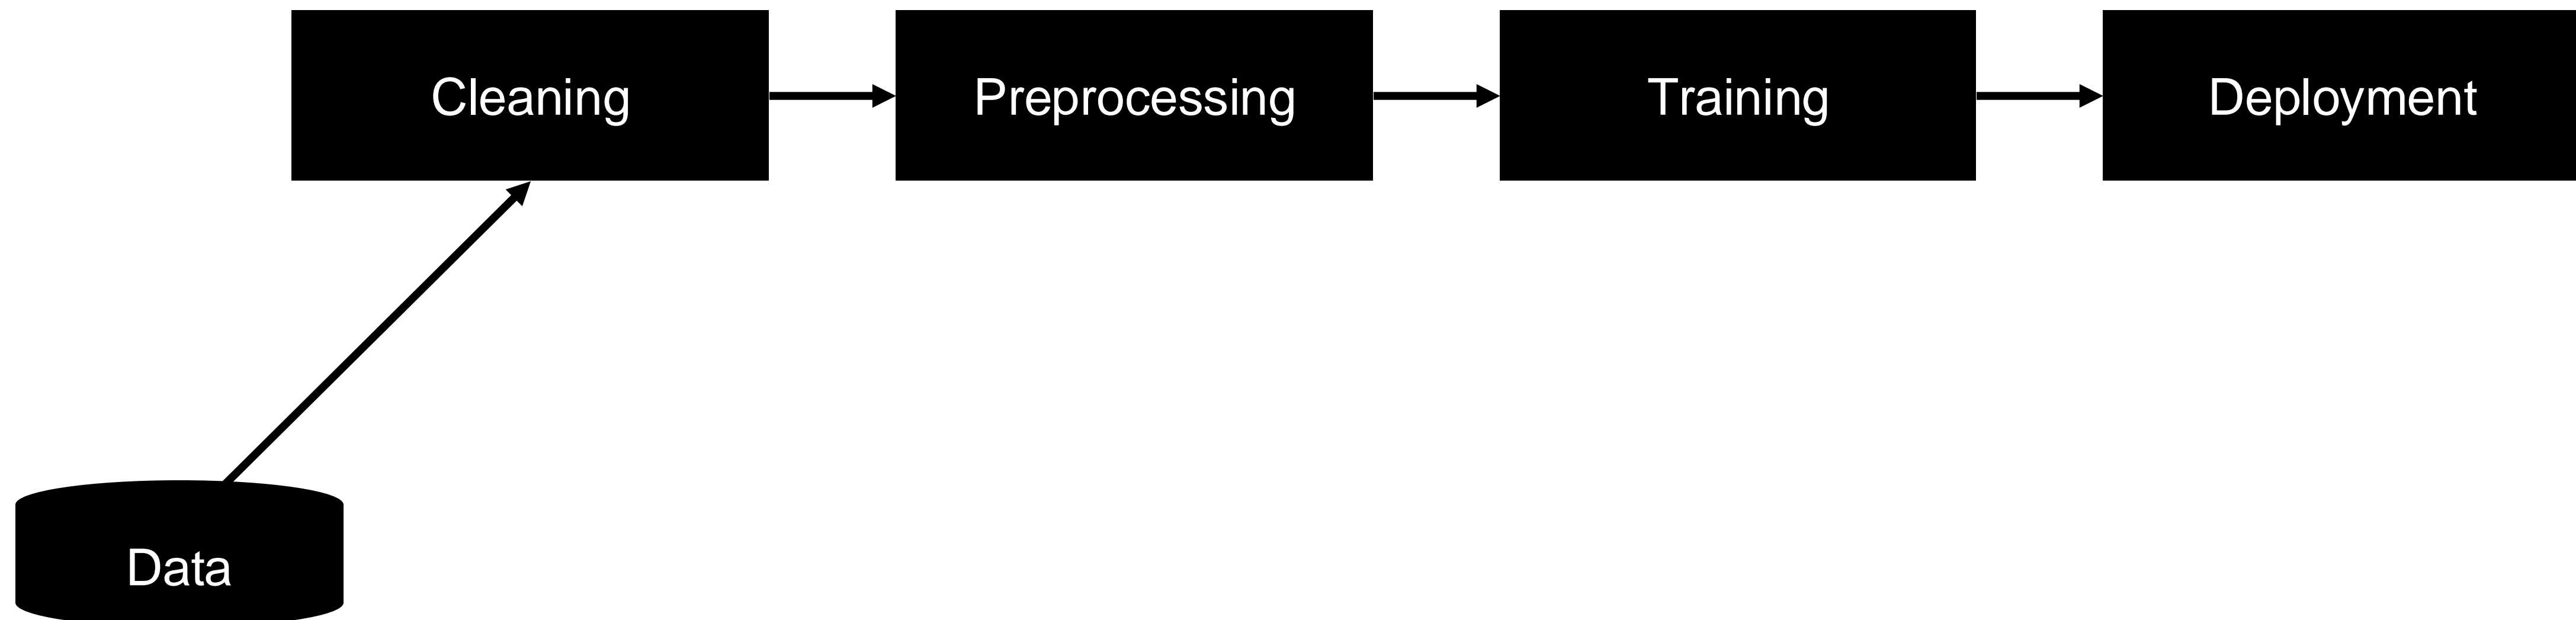 Cleaning
Preprocessing
Training
Deployment
Data